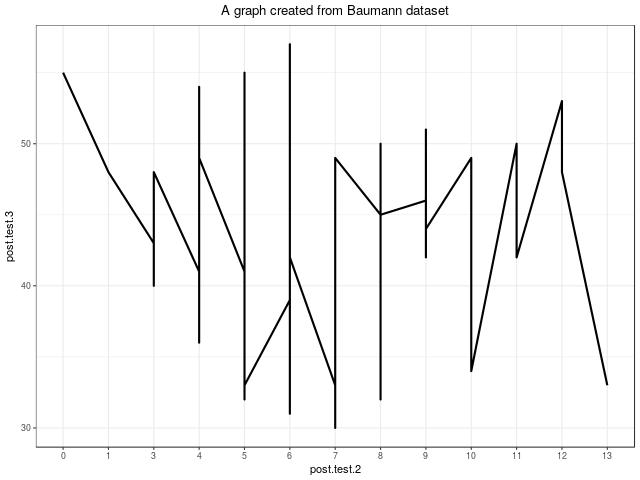 A graph created from Baumann dataset
post.test.3
50
40
30
0 1 3 4 5 6 7 8 9 10 11 12 13
post.test.2